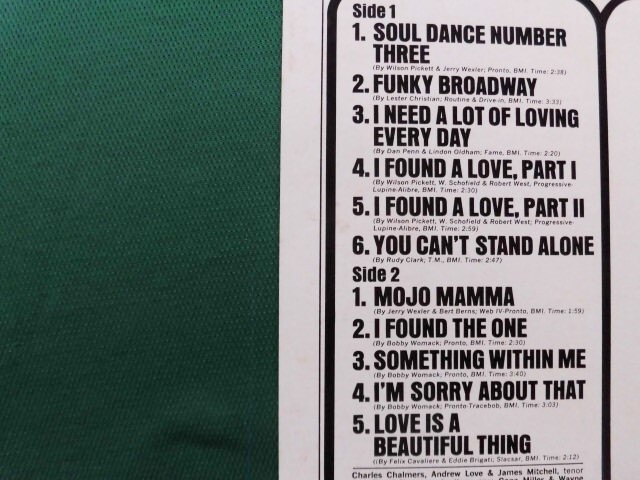 Side 1
1. SOUL DANCE NUMBER
THREE
(By Wilson Pickett & Jerry Wexler; Pronto, BMI. Time: 2:38)
2. FUNKY BROADWAY
(By Lester Christian; Routine & Drive-in, BMI. Time: 3:33)
3. I NEED A LOT OF LOVING
EVERY DAY
(By Dan Penn & Lindon Oldham; Fame, BMI. Time: 2:20)
4. I FOUND A LOVE, PART I
(By Wilson Pickett, W. Schofield & Robert West, Progressive-
Lupine-Alibre, BMI. Time: 2:30)
5. I FOUND A LOVE, PART II
(By Wilson Pickett, W. Schofield & Robert West; Progressive-
Lupine-Alibre, BMI. Time: 2:59)
6. YOU CAN'T STAND ALONE
(By Rudy Clark; T.M., BMI. Time: 2:47)
Side 2
1. MOJO MAMMA
(By Jerry Wexler & Bert Berns; Web IV-Pronto, BMI. Time: 1:59)
2. I FOUND THE ONE
(By Bobby Womack; Pronto, BMI. Time: 2:30)
3. SOMETHING WITHIN ME
(By Bobby Womack; Pronto, BMI. Time: 3:40)
4. I'M SORRY ABOUT THAT
(By Bobby Womack; Pronto-Tracebob, BMI. Time: 3:03)
5. LOVE IS A
BEAUTIFUL THING
(By Felix Cavaliere & Eddie Brigati; Slacsar, BMI. Time: 2:12)
Charles Chalmers, Andrew Love & James Mitchell, tenor
Miller & Wayne